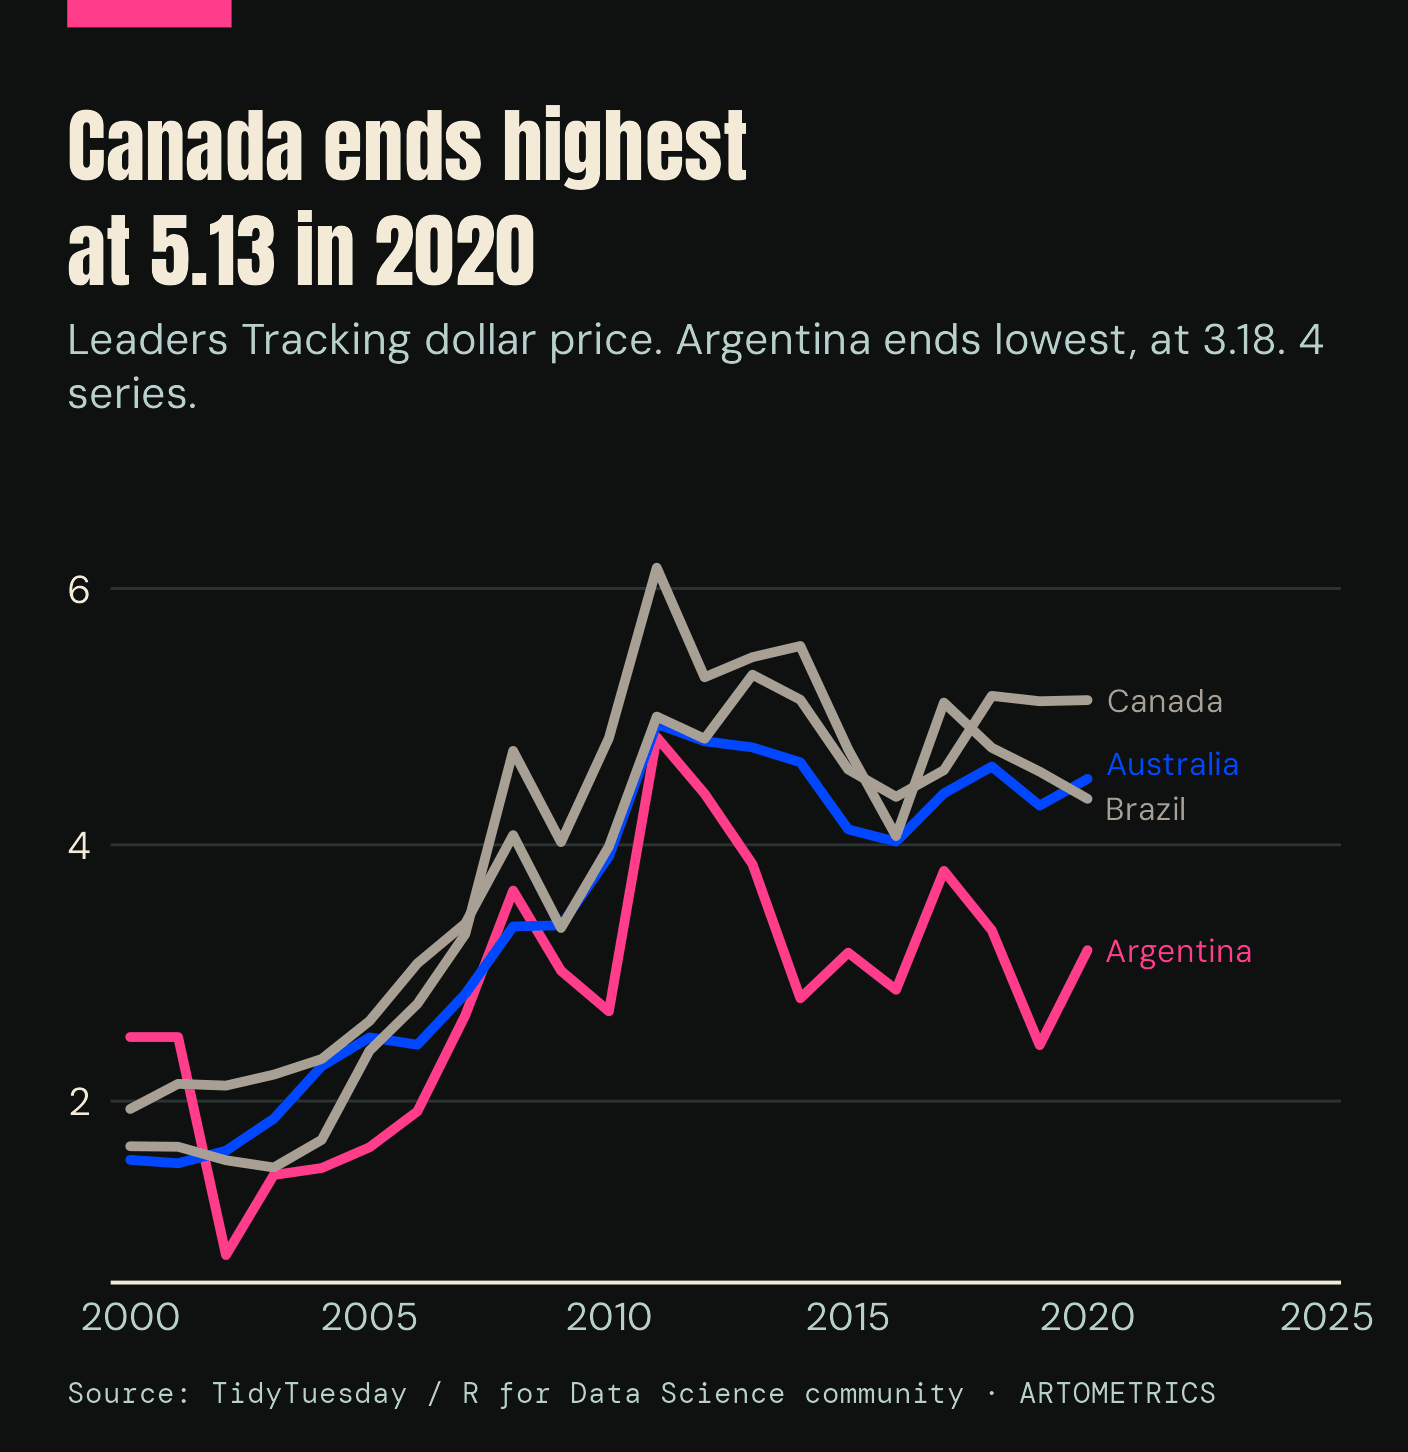 Canada ends highest
at 5.13 in 2020
Leaders Tracking dollar price. Argentina ends lowest, at 3.18. 4
series.
6
Canada
Australia
Brazil
4
Argentina
2
2000 2005 2010 2015 2020 2025
Source: TidyTuesday / R for Data Science community · ARTOMETRICS